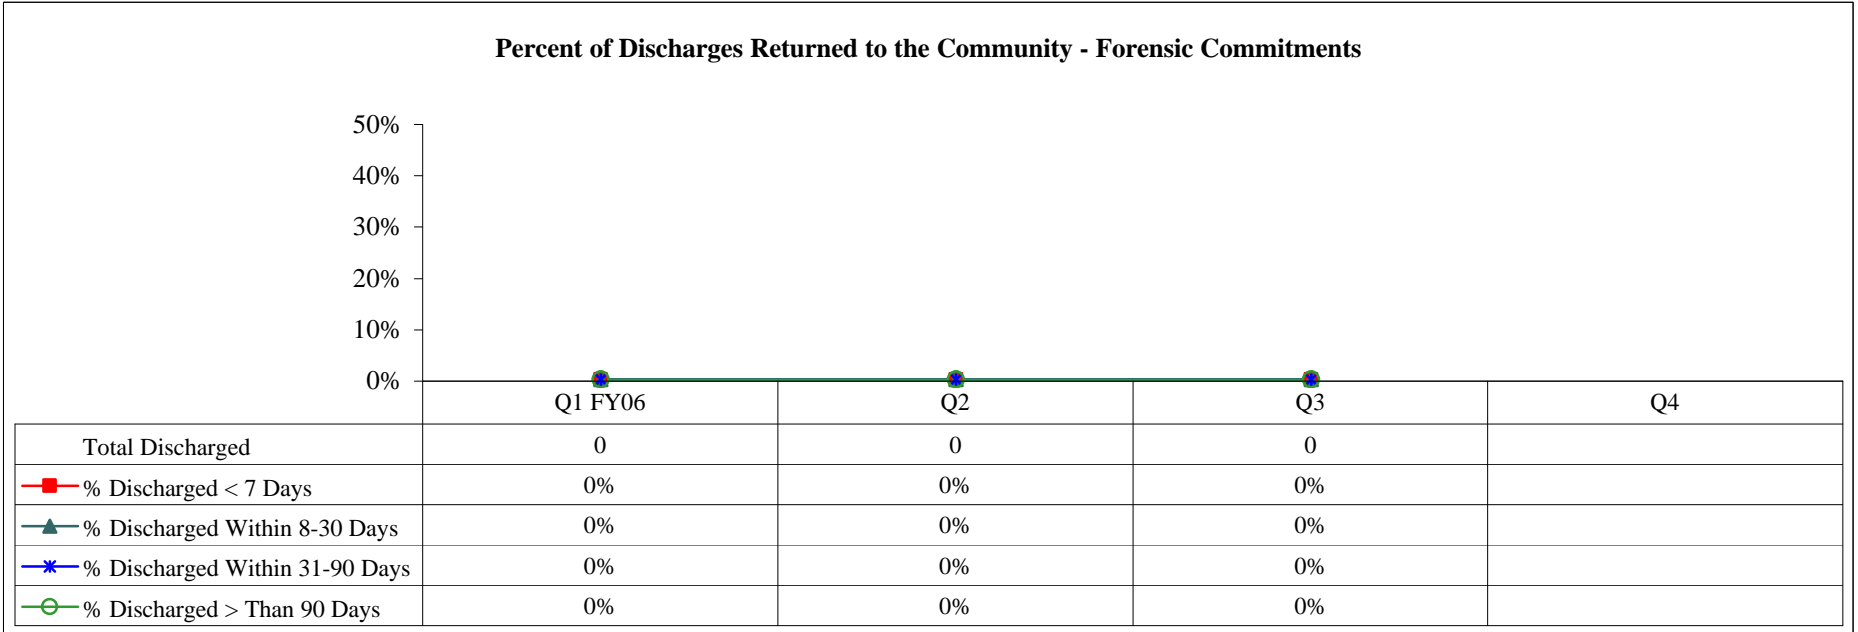 Percent of Discharges Returned to the Community - Forensic Commitments
50%
40%
30%
20%
10%
0%
Q1 FY06 Q2 Q3 Q4
Total Discharged 0 0 0
% Discharged < 7 Days 0% 0% 0%
% Discharged Within 8-30 Days 0% 0% 0%
% Discharged Within 31-90 Days 0% 0% 0%
% Discharged > Than 90 Days 0% 0% 0%